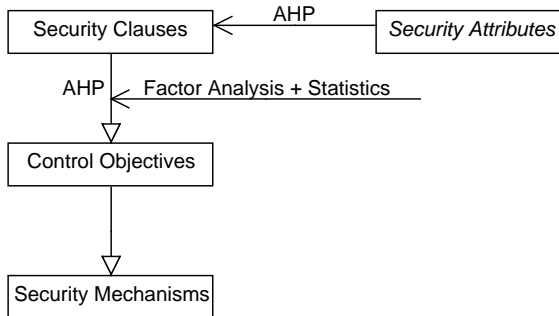 Security Clauses
AHP
Security Attributes
AHP
Factor Analysis + Statistics
Control Objectives
Security Mechanisms